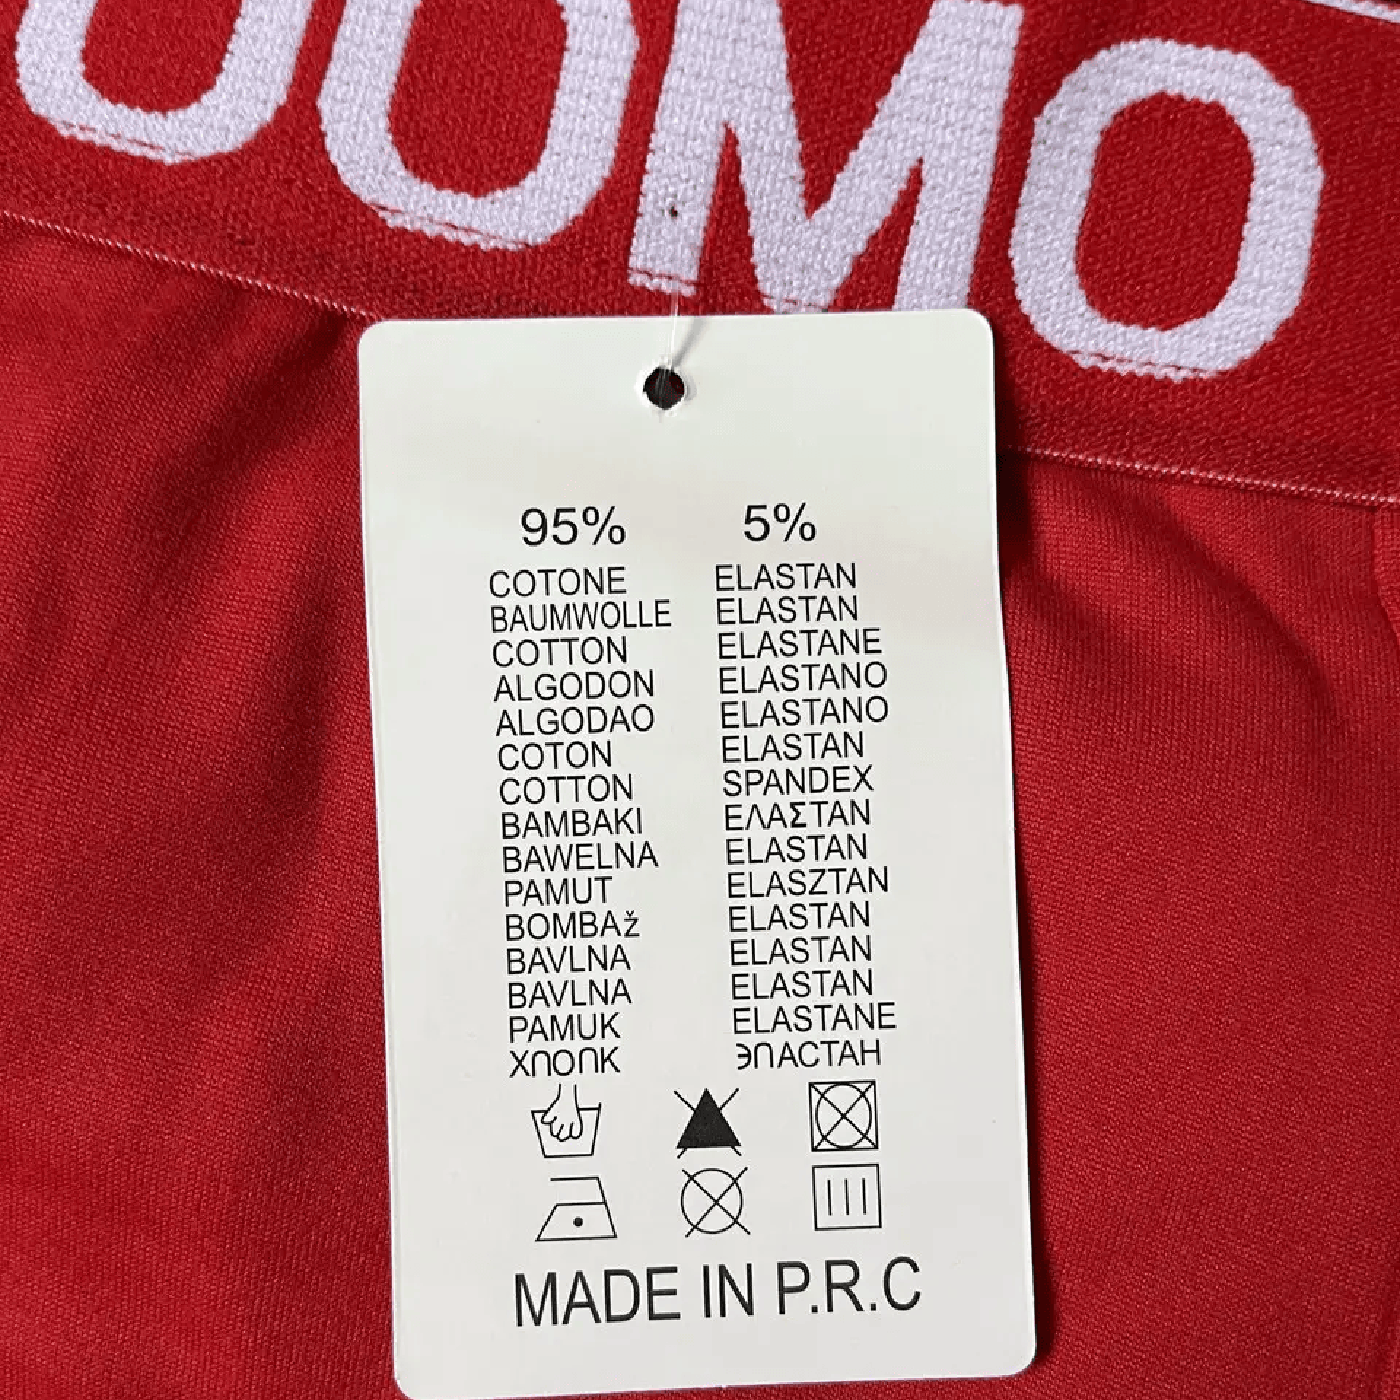 UOMO
95% 5%
COTONE ELASTAN
BAUMWOLLE ELASTAN
COTTON ELASTANE
ALGODON ELASTANO
ALGODAO ELASTANO
COTON ELASTAN
COTTON SPANDEX
BAMBAKI ΕΛΑΣΤΑΝ
BAWELNA ELASTAN
PAMUT ELASZTAN
BOMBAž ELASTAN
BAVLNA ELASTAN
BAVLNA ELASTAN
PAMUK ELASTANE
ХЛОПК ЭЛАСТАН
MADE IN P.R.C